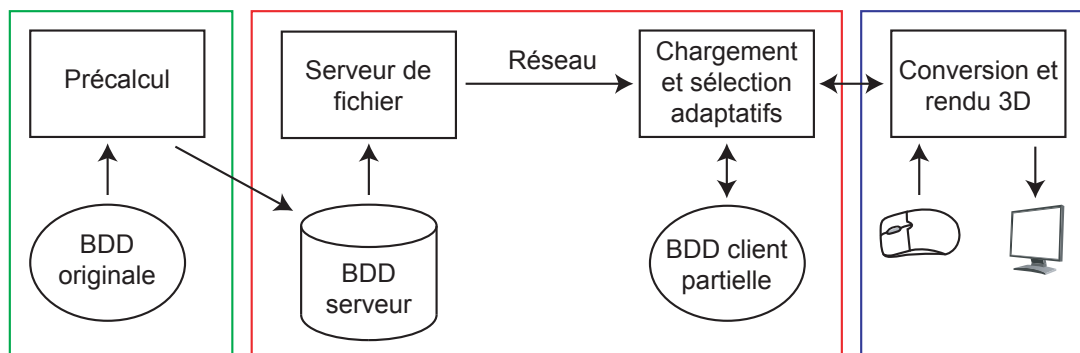 Précalcul
BDD
originale
Serveur de
fichier
Réseau
BDD
serveur
Chargement
et sélection
adaptatifs
BDD client
partielle
Conversion et
rendu 3D